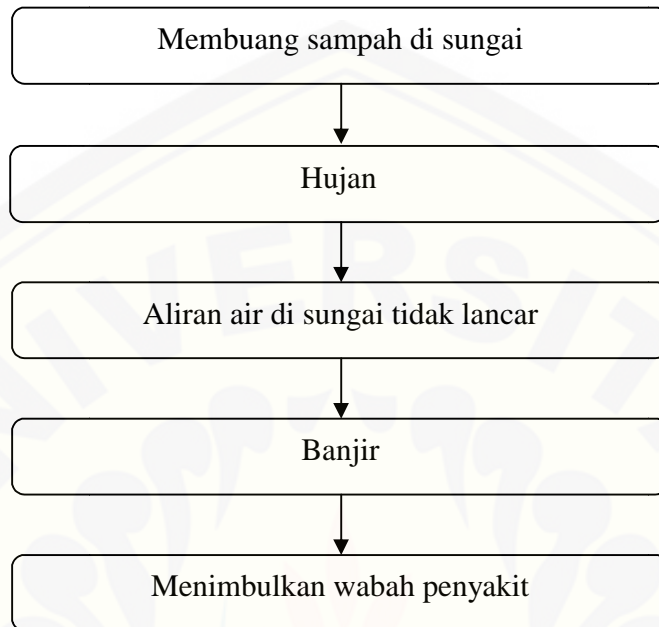 Membuang sampah di sungai
Hujan
Aliran air di sungai tidak lancar
Banjir
Menimbulkan wabah penyakit